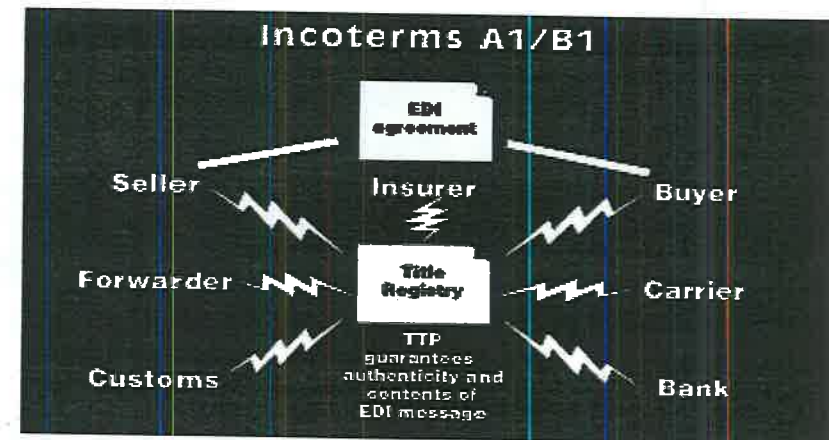 Incoterms A1/B1
EDI
agreement
Seller
Insurer
Buyer
Title
Registry
Forwarder
Carrier
TTP
guarantees
authenticity and
contents of
EDI message
Customs
Bank